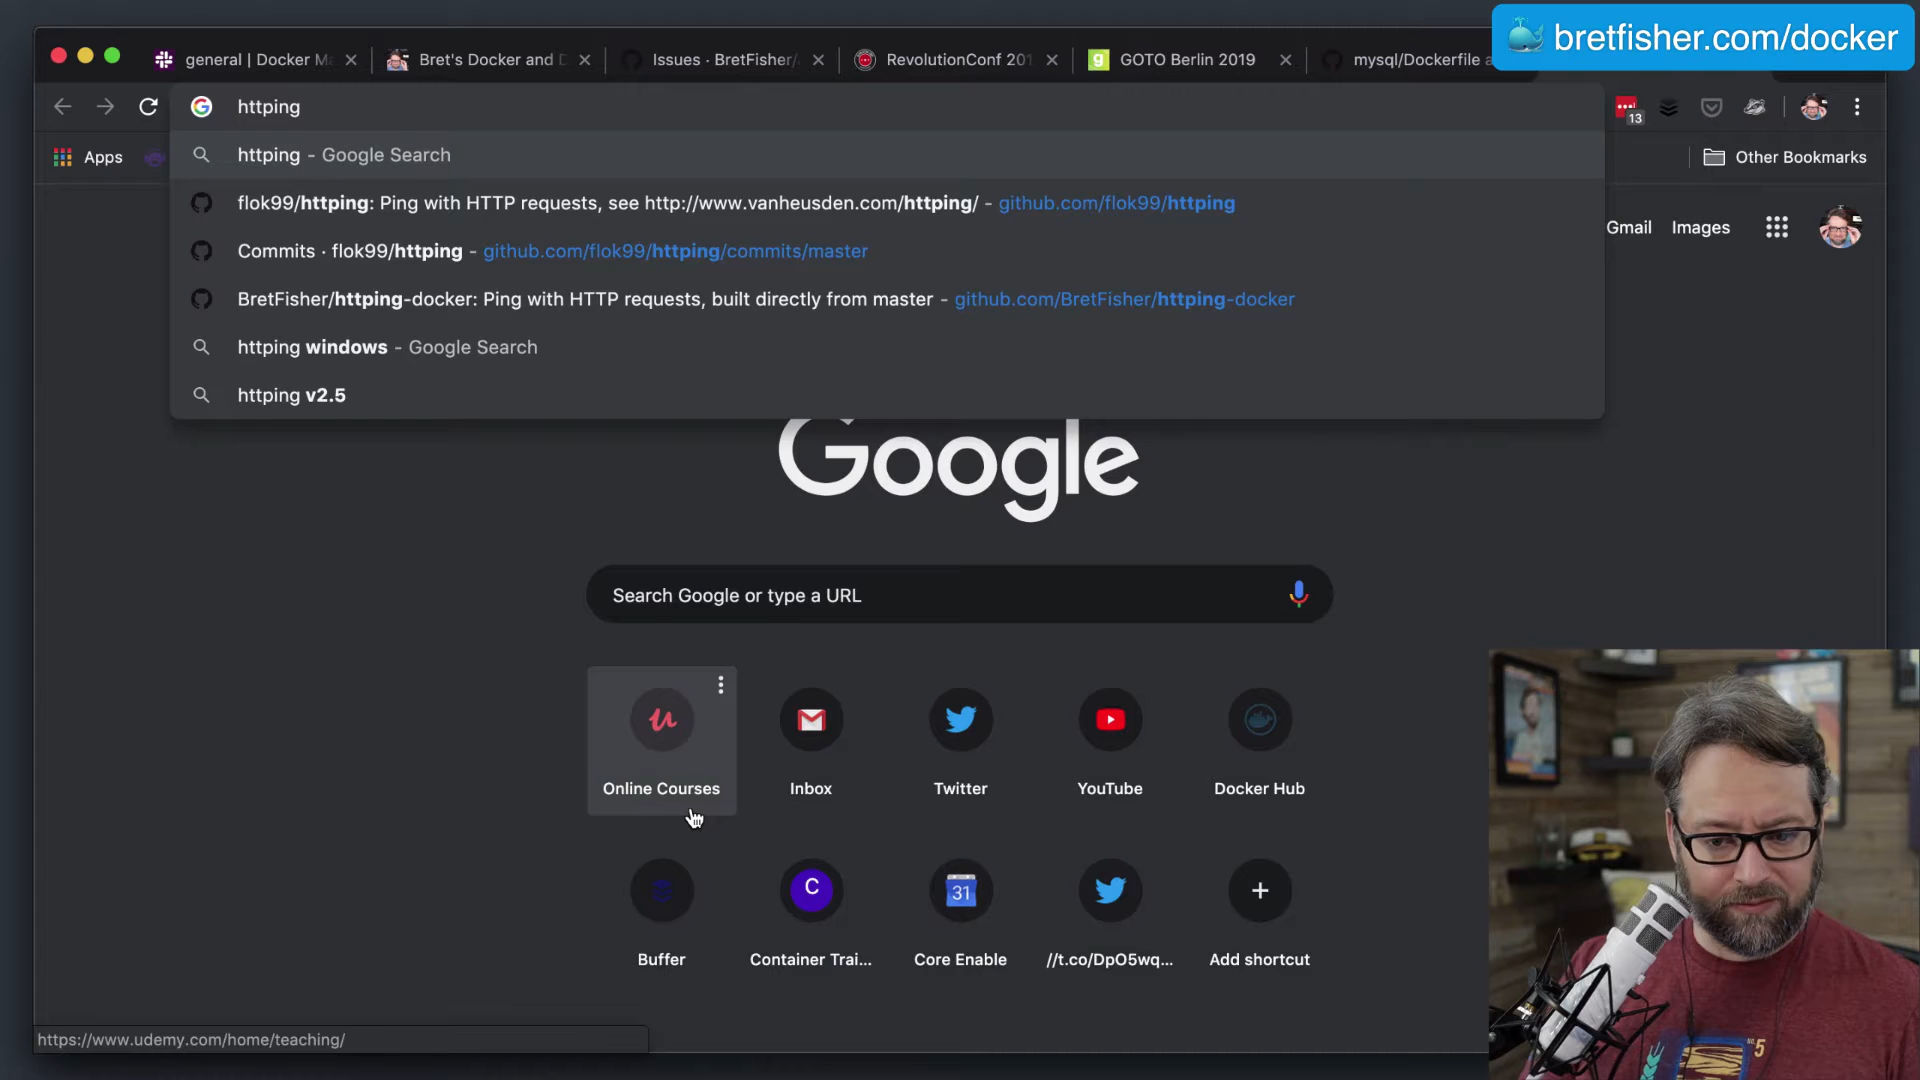 bretfisher.com/docker
general | Docker Ma
Bret's Docker and D
Issues · BretFisher/
RevolutionConf 201
GOTO Berlin 2019
mysql/Dockerfile a
httping
13
httping - Google Search
flok99/httping: Ping with HTTP requests, see http://www.vanheusden.com/httping/ - github.com/flok99/httping
Commits · flok99/httping - github.com/flok99/httping/commits/master
BretFisher/httping-docker: Ping with HTTP requests, built directly from master - github.com/BretFisher/httping-docker
httping windows - Google Search
httping v2.5
Apps
Other Bookmarks
Gmail
Images
Google
Search Google or type a URL
Online Courses
Inbox
Twitter
YouTube
Docker Hub
C
31
Buffer
Container Trai...
Core Enable
//t.co/DpO5wq...
Add shortcut
https://www.udemy.com/home/teaching/